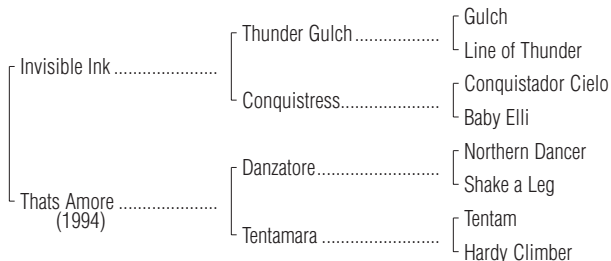 Gulch
Thunder Gulch..................
Line of Thunder
Invisible Ink......................
Conquistador Cielo
Conquistress.....................
Baby Elli
Northern Dancer
Danzatore..........................
Shake a Leg
Thats Amore.....................
(1994)
Tentam
Tentamara.........................
Hardy Climber